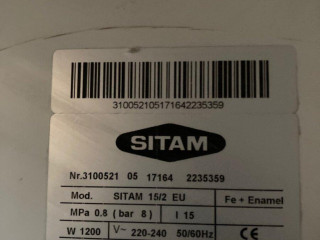 310052105171642235359
SITAM
Nr.3100521 05 17164 2235359
Mod. SITAM 15/2 EU Fe + Enamel
MPa 0.8 ( bar 8 ) l 15
W 1200 V~ 220-240 50/60Hz CE